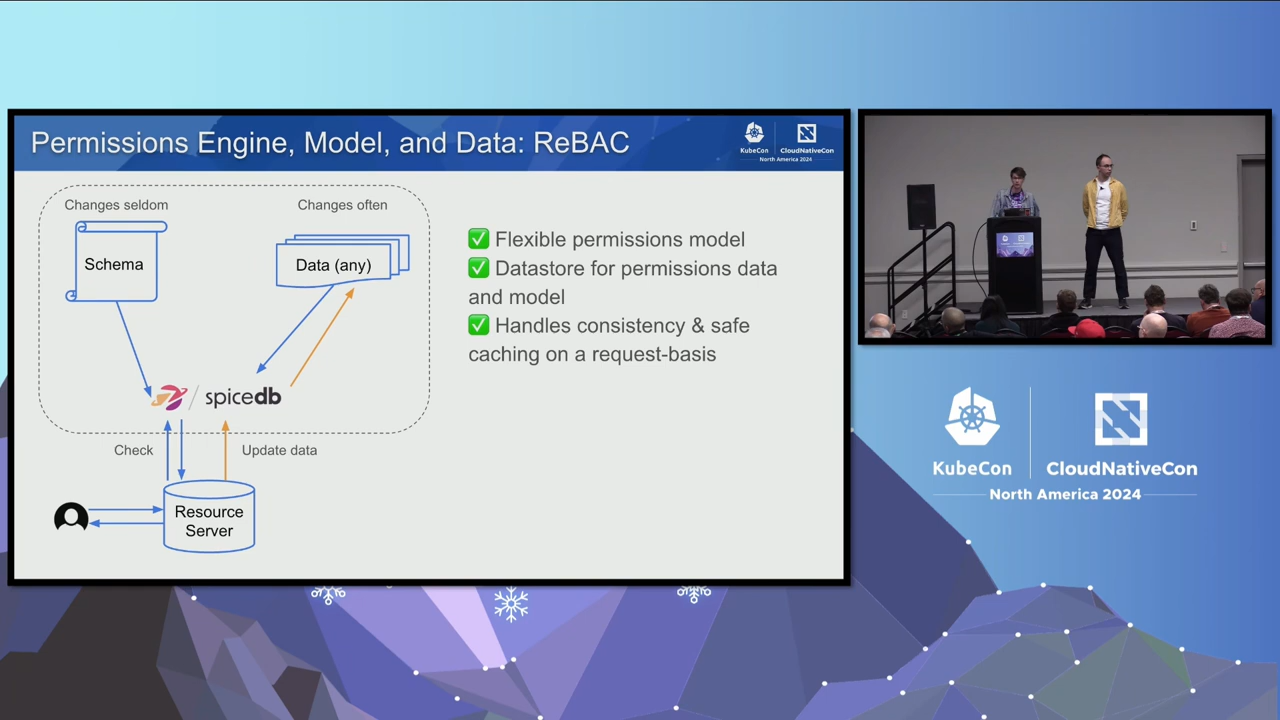 Permissions Engine, Model, and Data: ReBAC
KubeCon
CloudNativeCon
North America 2024
Changes seldom
Changes often
Schema
Data (any)
✅ Flexible permissions model
✅ Datastore for permissions data
and model
✅ Handles consistency & safe
caching on a request-basis
spicedb
Check
Update data
Resource
Server
KubeCon
CloudNativeCon
North America 2024